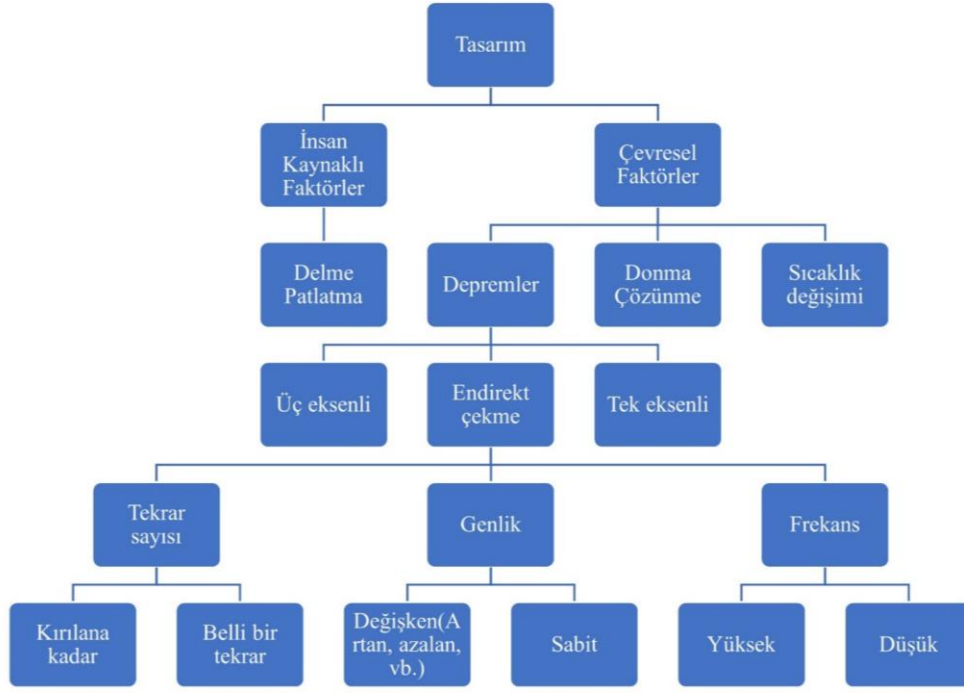 Tasarım
İnsan
Kaynaklı
Faktörler
Çevresel
Faktörler
Delme
Patlatma
Depremler
Donma
Çözünme
Sıcaklık
değişimi
Üç eksenli
Endirekt
çekme
Tek eksenli
Tekrar
sayısı
Genlik
Frekans
Kırılana
kadar
Belli bir
tekrar
Değişken(A
rtan, azalan,
vb.)
Sabit
Yüksek
Düşük